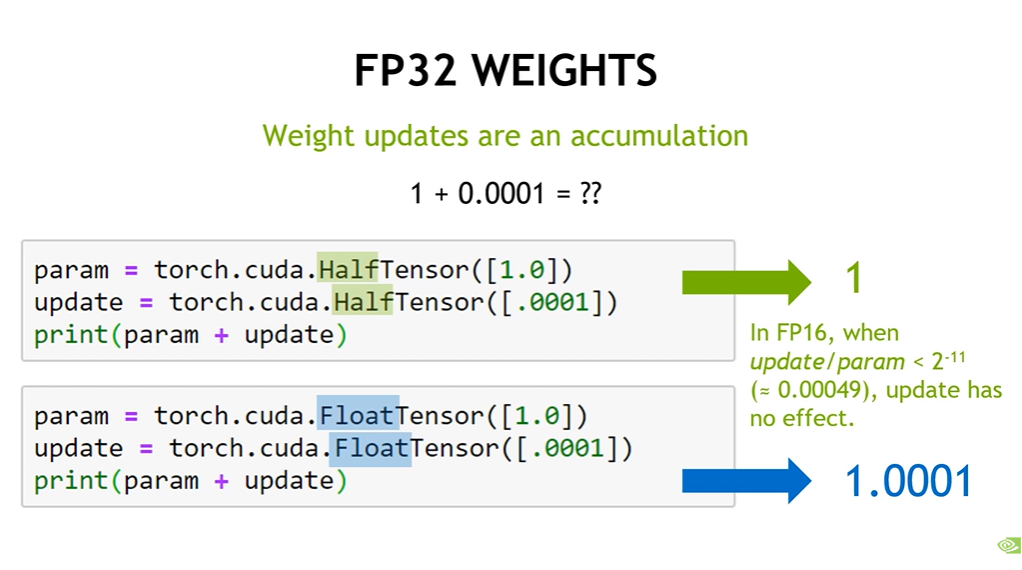 FP32 WEIGHTS
Weight updates are an accumulation
1 + 0.0001 = ??
param = torch.cuda.HalfTensor([1.0])
update = torch.cuda.HalfTensor([.0001])
print(param + update)
1
In FP16, when
update/param < 2⁻¹¹
(≈ 0.00049), update has
no effect.
param = torch.cuda.FloatTensor([1.0])
update = torch.cuda.FloatTensor([.0001])
print(param + update)
1.0001